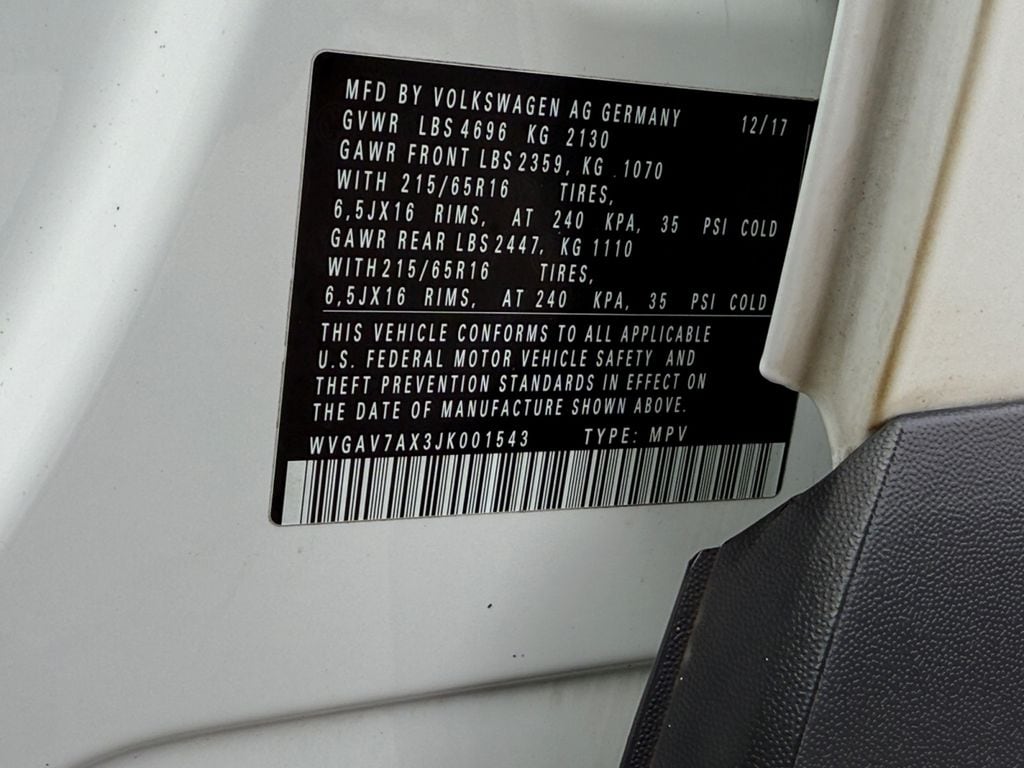 MFD BY VOLKSWAGEN AG GERMANY 12/17
GVWR LBS 4696 KG 2130
GAWR FRONT LBS 2359, KG 1070
WITH 215/65R16 TIRES,
6,5JX16 RIMS, AT 240 KPA, 35 PSI COLD
GAWR REAR LBS 2447, KG 1110
WITH 215/65R16 TIRES,
6,5JX16 RIMS, AT 240 KPA, 35 PSI COLD
THIS VEHICLE CONFORMS TO ALL APPLICABLE
U.S. FEDERAL MOTOR VEHICLE SAFETY AND
THEFT PREVENTION STANDARDS IN EFFECT ON
THE DATE OF MANUFACTURE SHOWN ABOVE.
WVGAV7AX3JK001543 TYPE: MPV